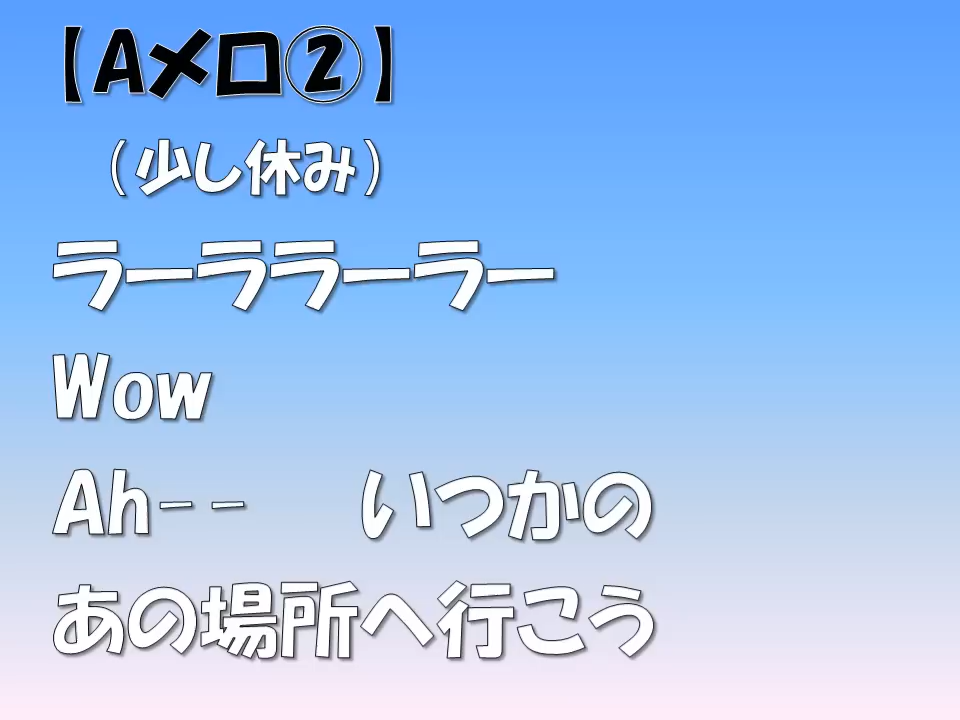 【Aメロ②】
（少し休み）
ラーララーラー
Wow
Ah-- いつかの
あの場所へ行こう